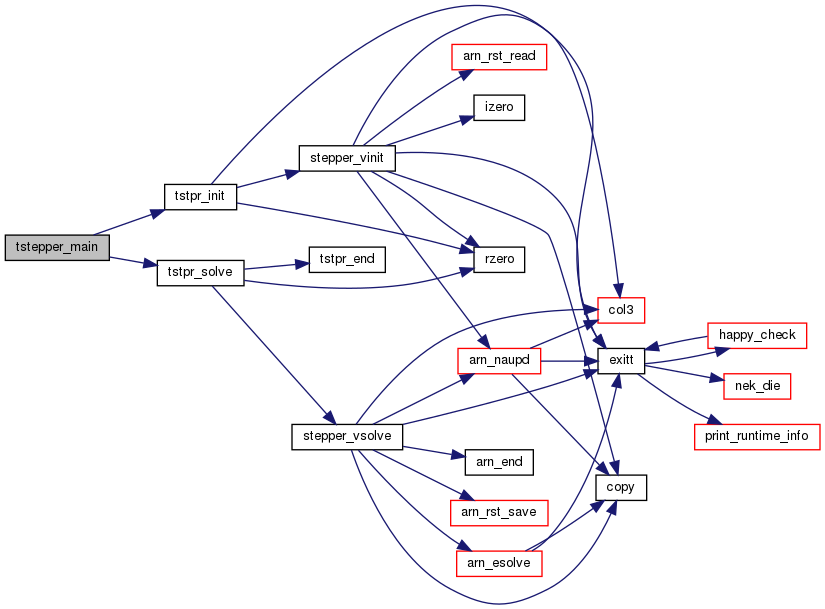 arn_rst_read
izero
stepper_vinit
tstpr_init
tstepper_main
tstpr_end
rzero
tstpr_solve
col3
happy_check
arn_naupd
exitt
nek_die
stepper_vsolve
print_runtime_info
arn_end
copy
arn_rst_save
arn_esolve